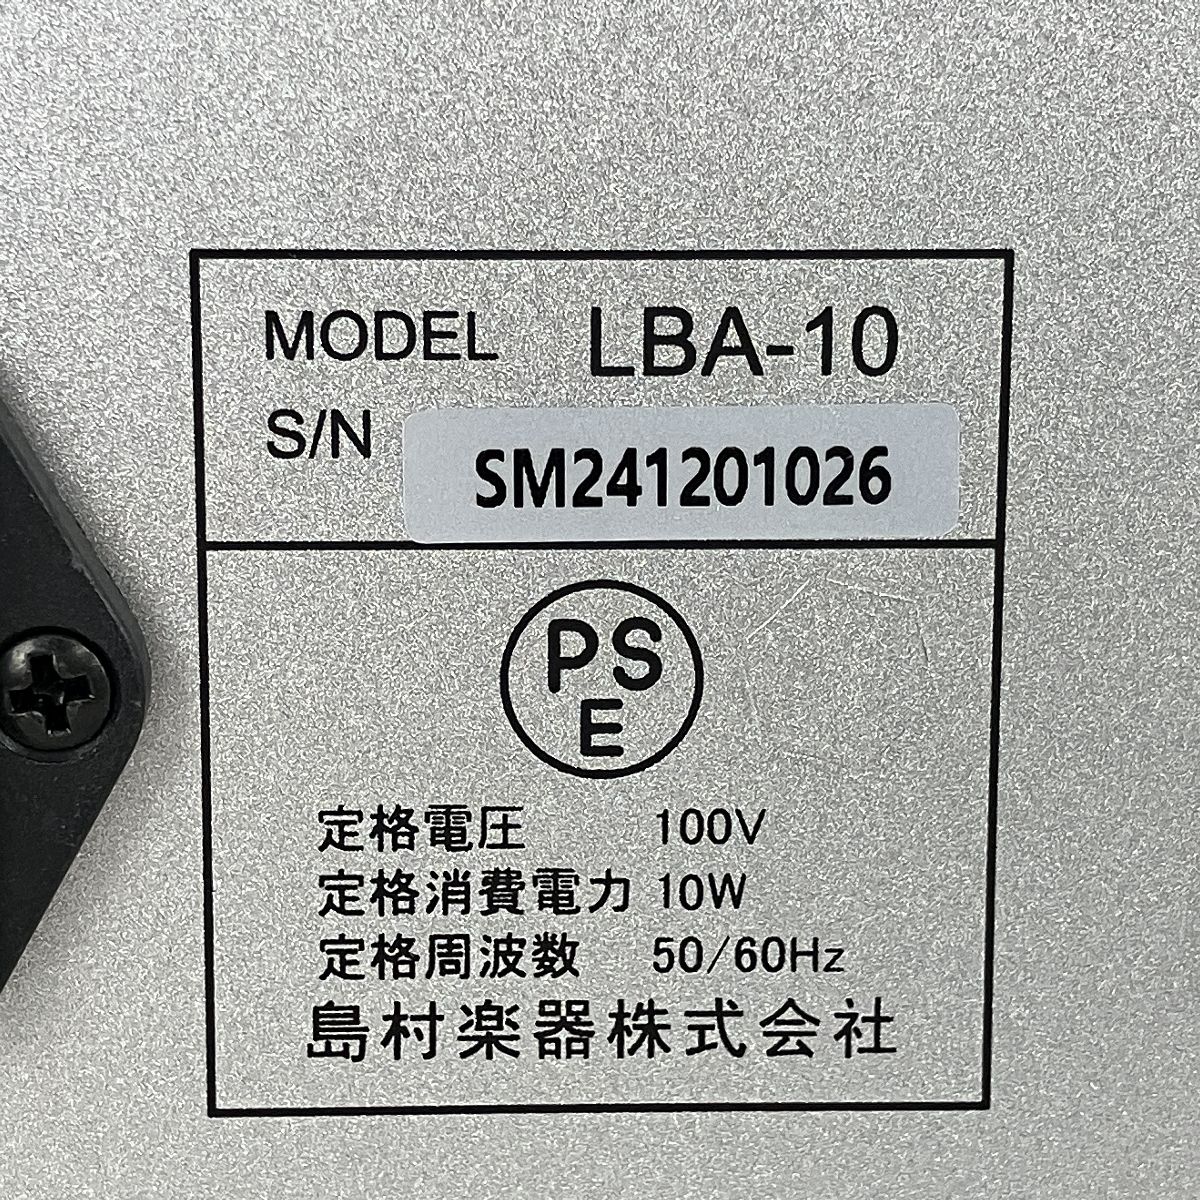 MODEL LBA-10
S/N SM241201026
PS
E
定格電圧 100V
定格消費電力 10W
定格周波数 50/60Hz
島村楽器株式会社